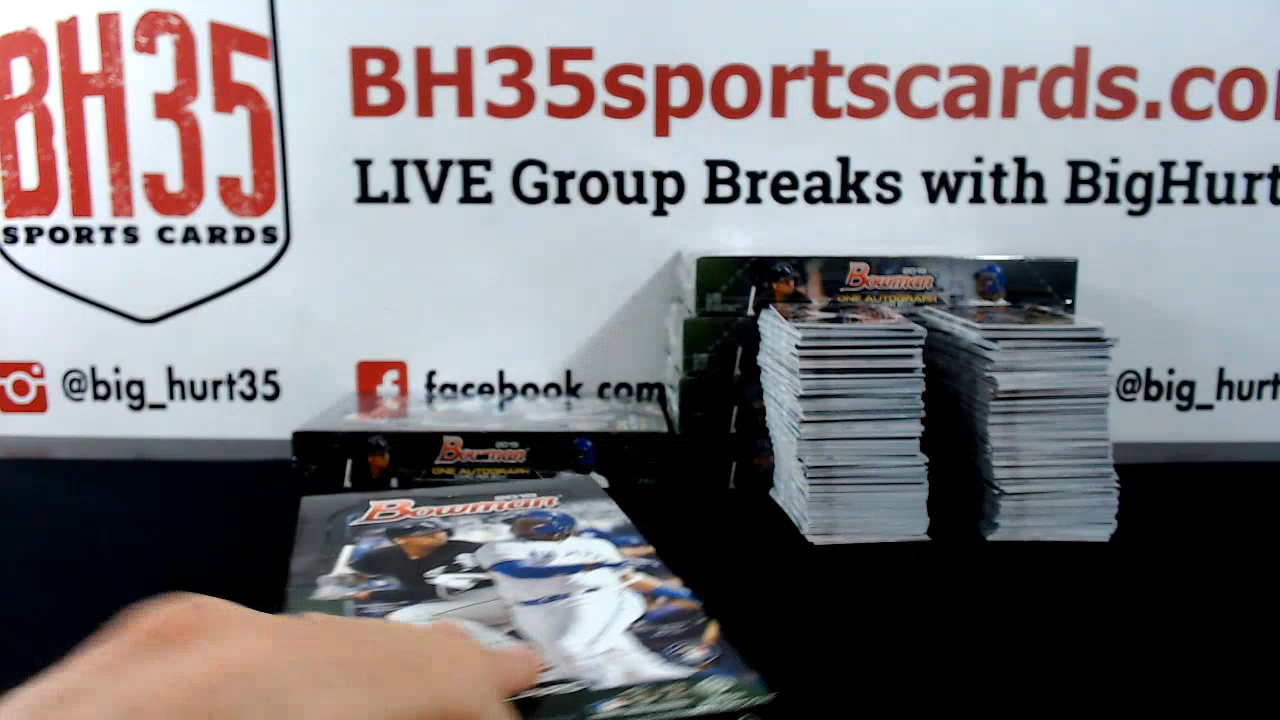 BH35
SPORTS CARDS
BH35sportscards.co
LIVE Group Breaks with BigHurt
@big_hurt35
facebook.com
@big_hurt
Bowman
ONE AUTOGRAPH
Bowman
ONE AUTOGRAPH
Bowman